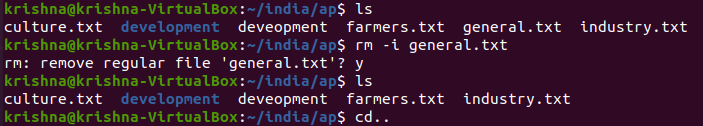 krishna@krishna-VirtualBox:~/india/ap$ ls
culture.txt  development  deveopment  farmers.txt  general.txt  industry.txt
krishna@krishna-VirtualBox:~/india/ap$ rm -i general.txt
rm: remove regular file 'general.txt'? y
krishna@krishna-VirtualBox:~/india/ap$ ls
culture.txt  development  deveopment  farmers.txt  industry.txt
krishna@krishna-VirtualBox:~/india/ap$ cd..